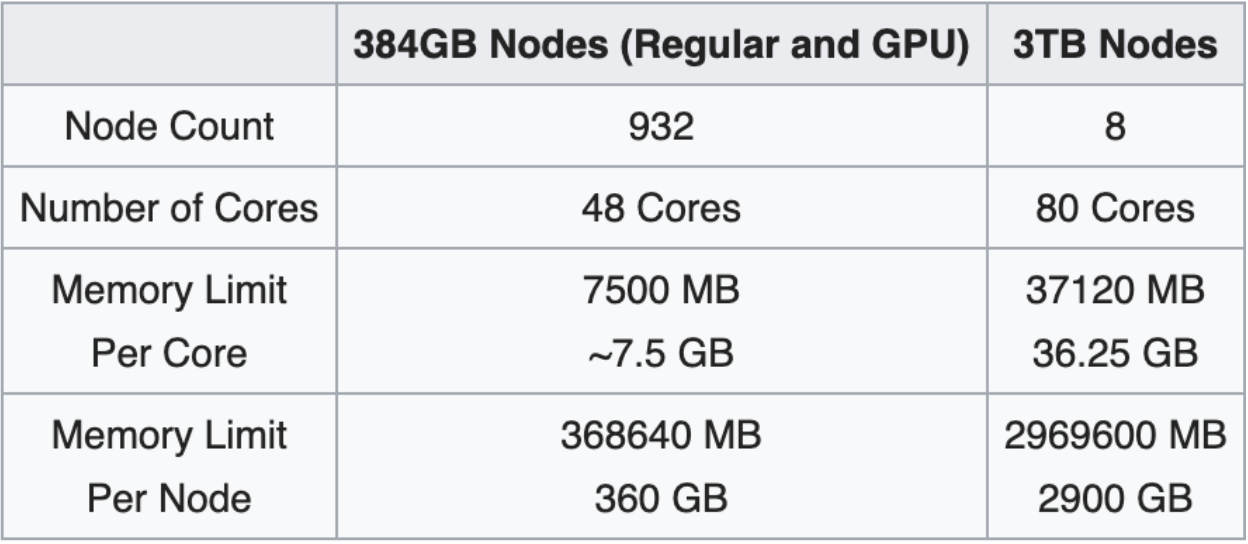 384GB Nodes (Regular and GPU) 3TB Nodes
Node Count 932 8
Number of Cores 48 Cores 80 Cores
Memory Limit 7500 MB 37120 MB
Per Core ~7.5 GB 36.25 GB
Memory Limit 368640 MB 2969600 MB
Per Node 360 GB 2900 GB